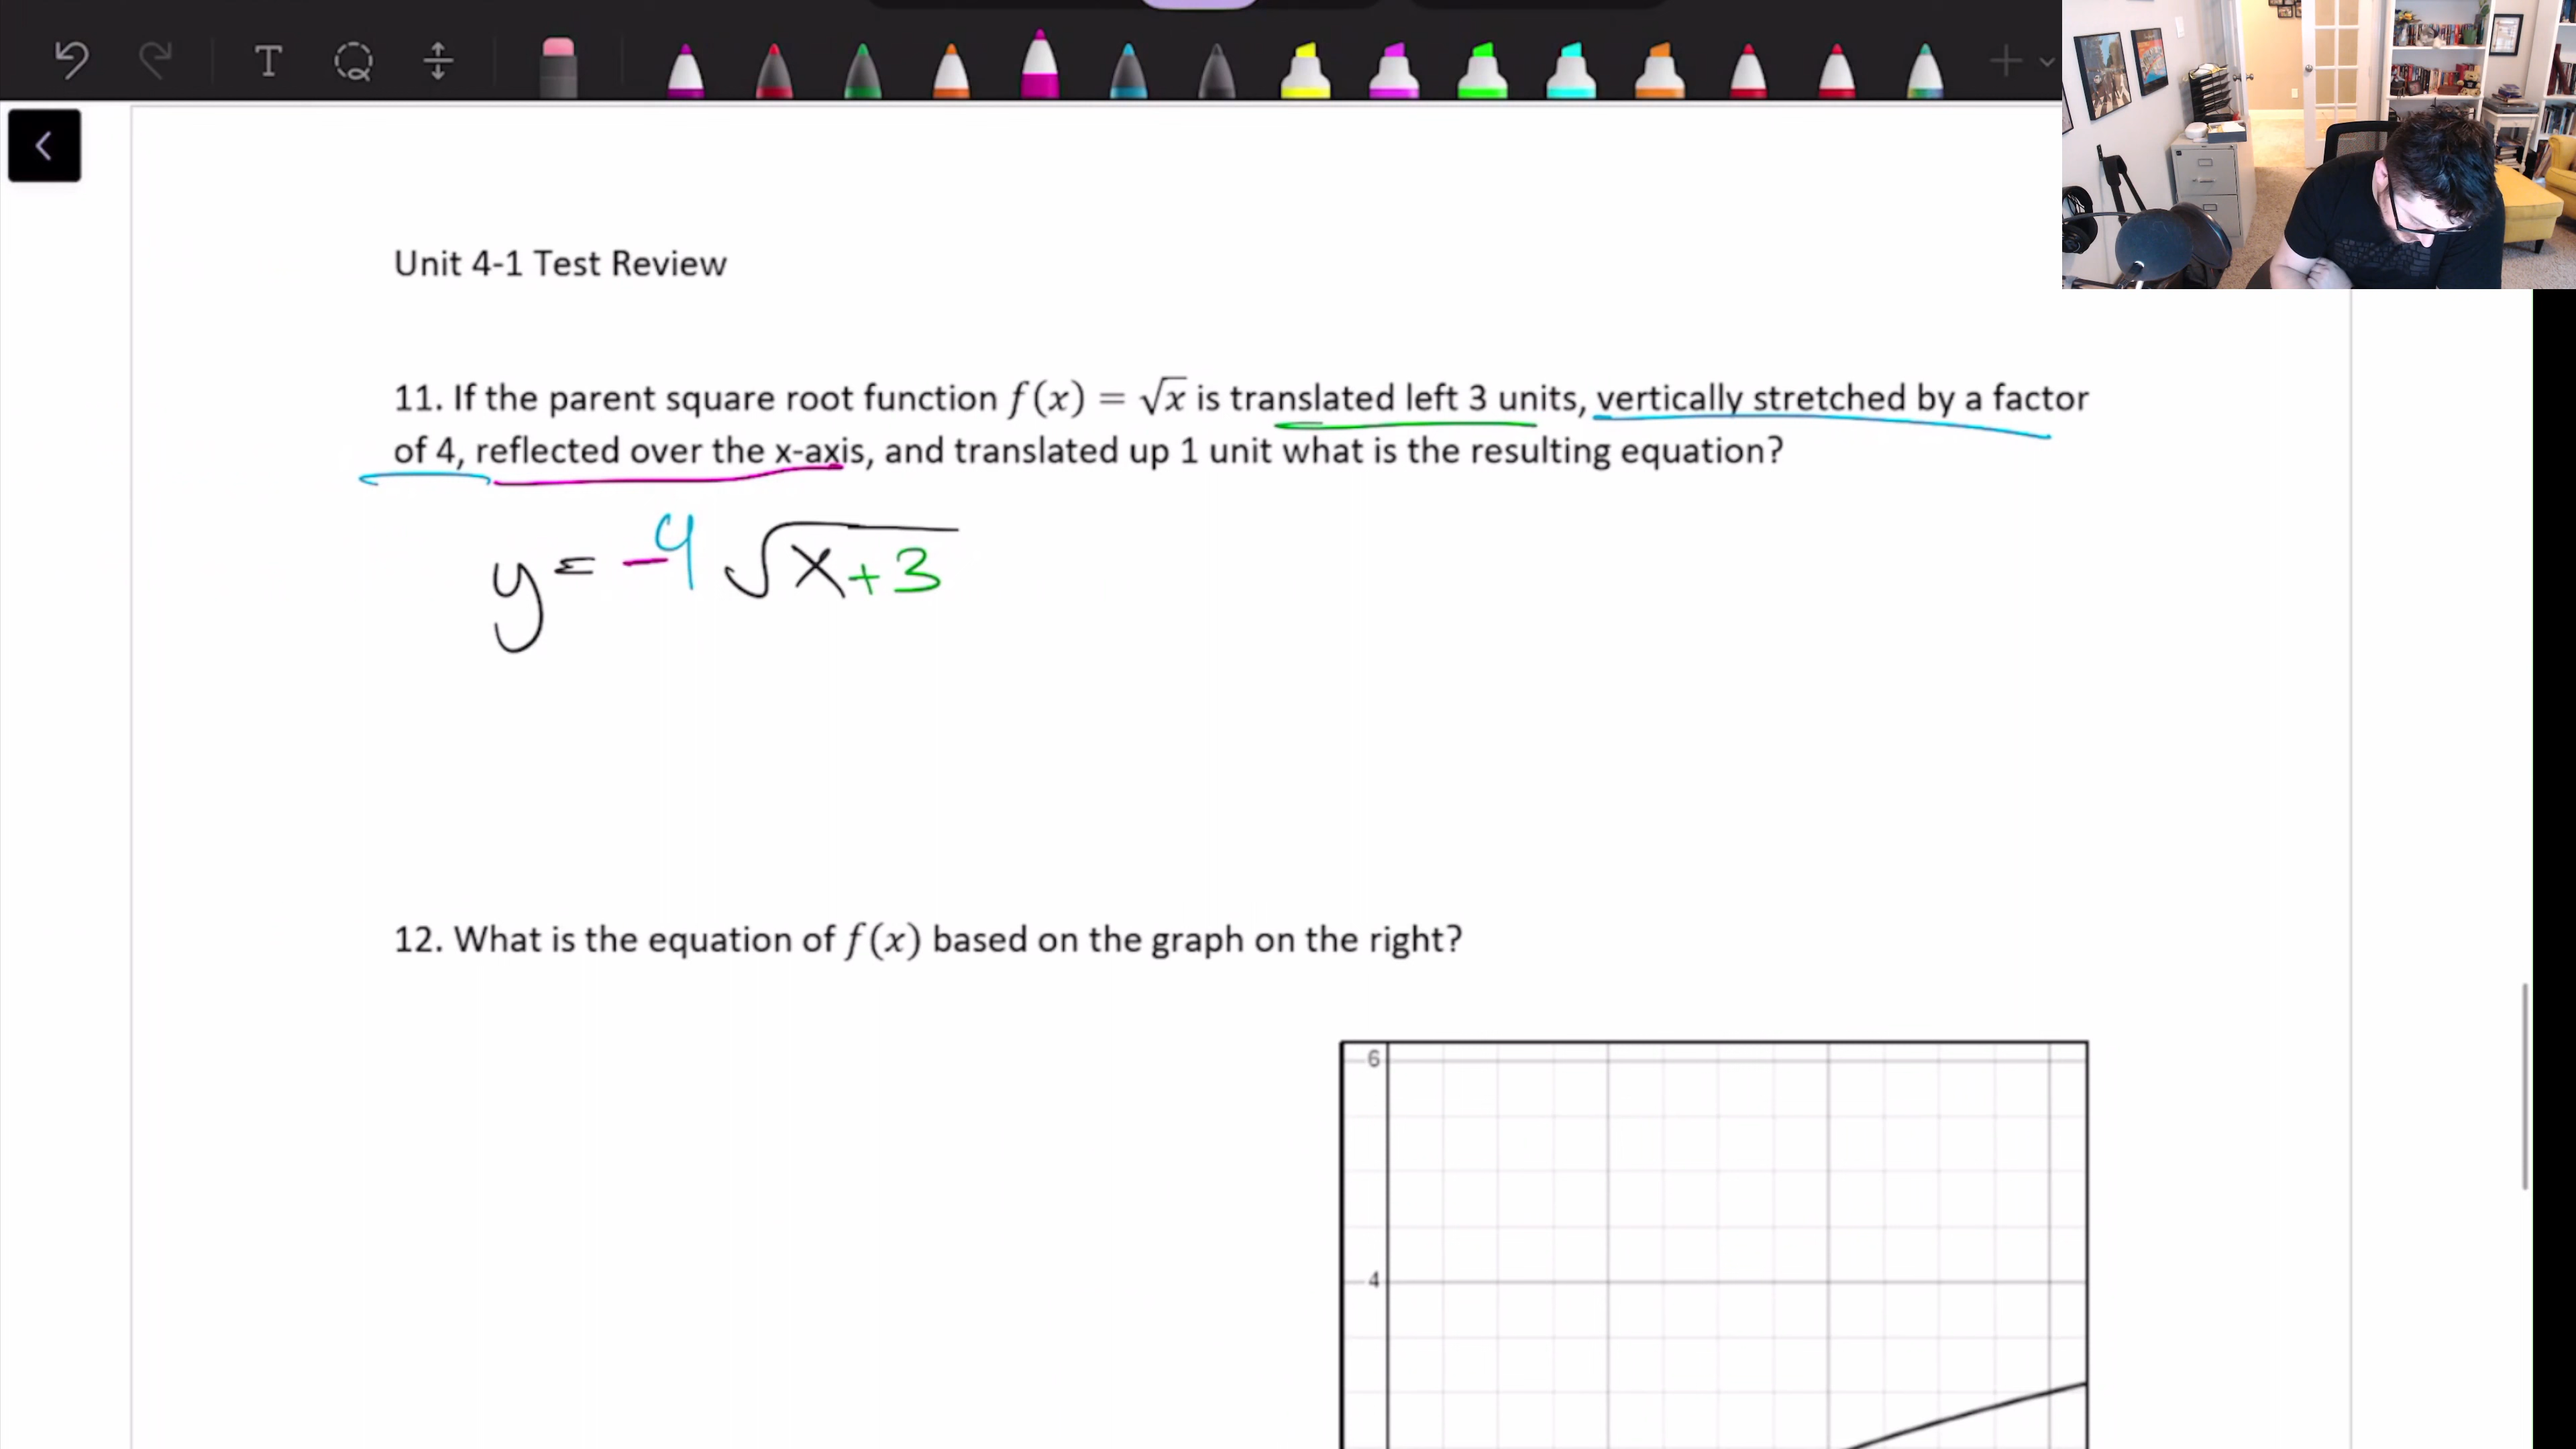 Unit 4-1 Test Review
11. If the parent square root function f(x) = √x is translated left 3 units, vertically stretched by a factor
of 4, reflected over the x-axis, and translated up 1 unit what is the resulting equation?
y = -4 √x+3
12. What is the equation of f(x) based on the graph on the right?
6
4